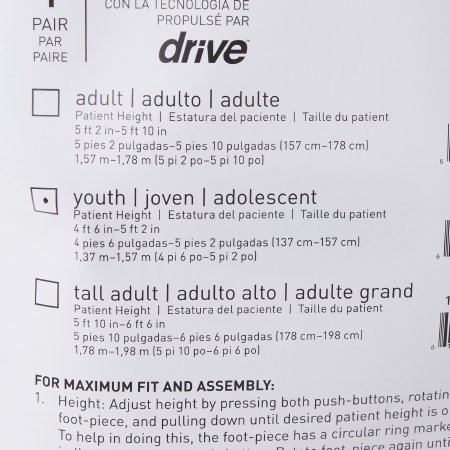 PAIR
PAR
PAIRE
CON LA TECNOLOGÍA DE
PROPULSÉ PAR
drive™
adult | adulto | adulte
Patient Height | Estatura del paciente | Taille du patient
5 ft 2 in–5 ft 10 in
5 pies 2 pulgadas–5 pies 10 pulgadas (157 cm–178 cm)
1,57 m–1,78 m (5 pi 2 po–5 pi 10 po)
youth | joven | adolescent
Patient Height | Estatura del paciente | Taille du patient
4 ft 6 in–5 ft 2 in
4 pies 6 pulgadas–5 pies 2 pulgadas (137 cm–157 cm)
1,37 m–1,57 m (4 pi 6 po–5 pi 2 po)
tall adult | adulto alto | adulte grand
Patient Height | Estatura del paciente | Taille du patient
5 ft 10 in–6 ft 6 in
5 pies 10 pulgadas–6 pies 6 pulgadas (178 cm–198 cm)
1,78 m–1,98 m (5 pi 10 po–6 pi 6 po)
FOR MAXIMUM FIT AND ASSEMBLY:
1. Height: Adjust height by pressing both push-buttons, rotating
foot-piece, and pulling down until desired patient height is o
To help in doing this, the foot-piece has a circular ring marke